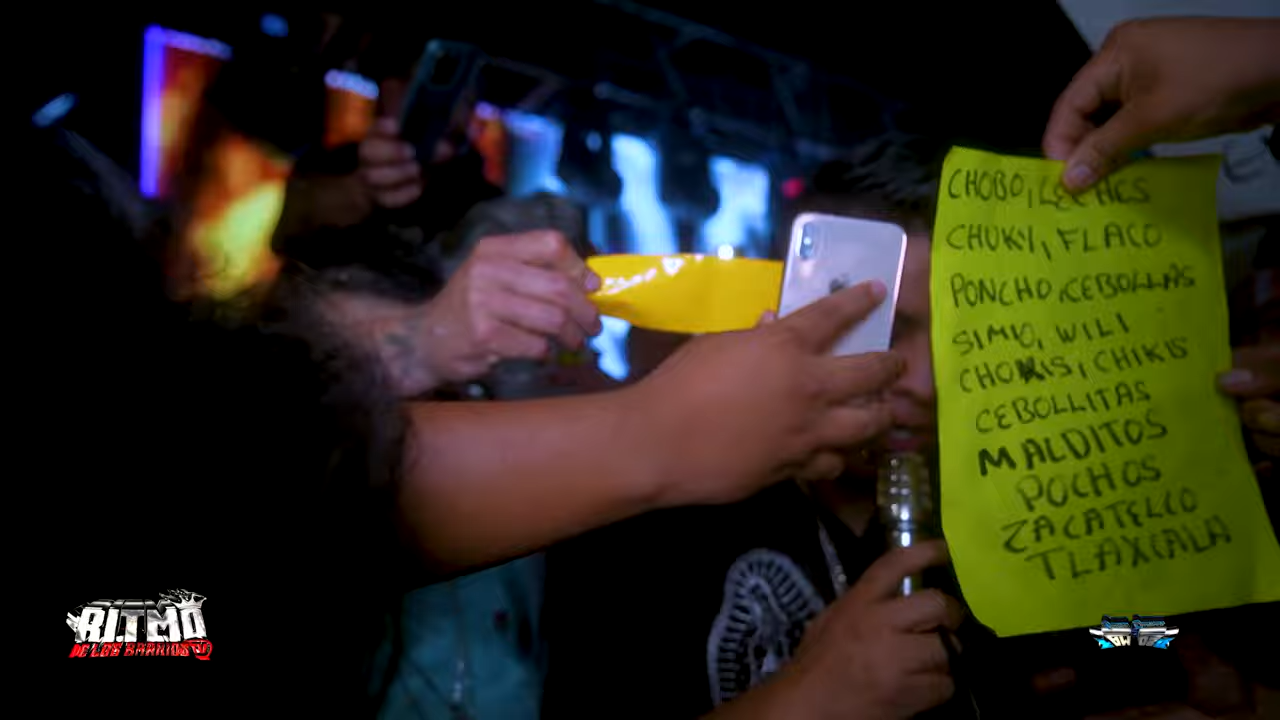 CHOBO, LECHES
CHUKY, FLACO
PONCHO, CEBOLLAS
SIMIO, WILI
CHOKIS, CHIKIS
CEBOLLITAS
MALDITOS
POCHOS
ZACATELCO
TLAXCALA
RITMO
DE LOS BARRIOS TV